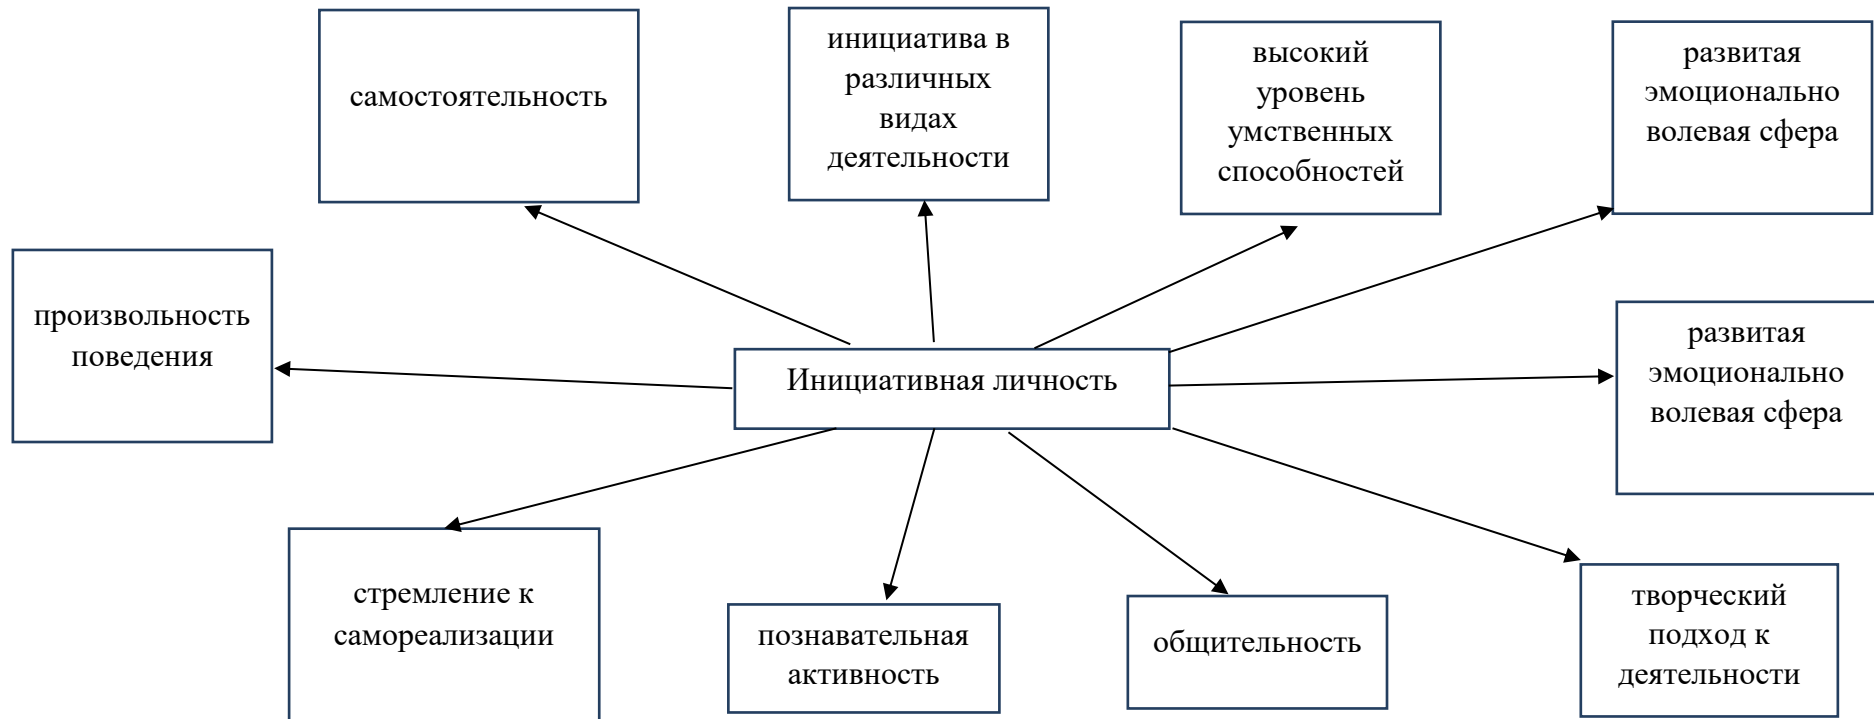 самостоятельность
инициатива в
различных
видах
деятельности
высокий
уровень
умственных
способностей
развитая
эмоционально
волевая сфера
произвольность
поведения
Инициативная личность
развитая
эмоционально
волевая сфера
стремление к
самореализации
познавательная
активность
общительность
творческий
подход к
деятельности